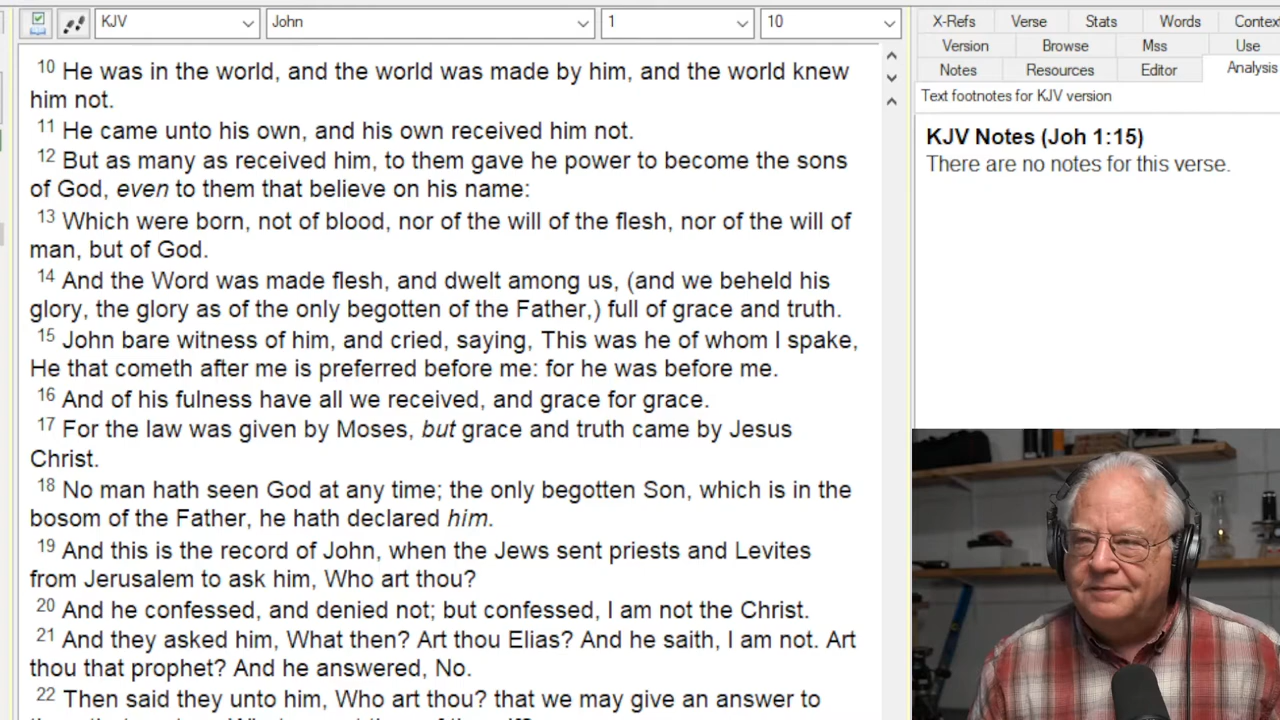 KJV John 1 10
X-Refs Verse Stats Words Contex
Version Browse Mss Use
Notes Resources Editor Analysis
Text footnotes for KJV version
KJV Notes (Joh 1:15)
There are no notes for this verse.
10 He was in the world, and the world was made by him, and the world knew
him not.
11 He came unto his own, and his own received him not.
12 But as many as received him, to them gave he power to become the sons
of God, even to them that believe on his name:
13 Which were born, not of blood, nor of the will of the flesh, nor of the will of
man, but of God.
14 And the Word was made flesh, and dwelt among us, (and we beheld his
glory, the glory as of the only begotten of the Father,) full of grace and truth.
15 John bare witness of him, and cried, saying, This was he of whom I spake,
He that cometh after me is preferred before me: for he was before me.
16 And of his fulness have all we received, and grace for grace.
17 For the law was given by Moses, but grace and truth came by Jesus
Christ.
18 No man hath seen God at any time; the only begotten Son, which is in the
bosom of the Father, he hath declared him.
19 And this is the record of John, when the Jews sent priests and Levites
from Jerusalem to ask him, Who art thou?
20 And he confessed, and denied not; but confessed, I am not the Christ.
21 And they asked him, What then? Art thou Elias? And he saith, I am not. Art
thou that prophet? And he answered, No.
22 Then said they unto him, Who art thou? that we may give an answer to